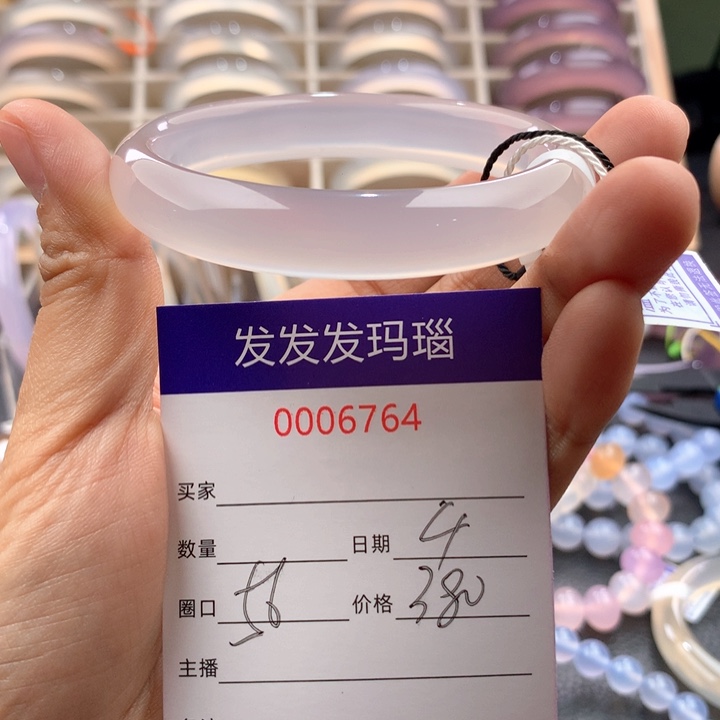 发发发玛瑙
0006764
买家
数量 日期 4
圈口 56 价格 380
主播